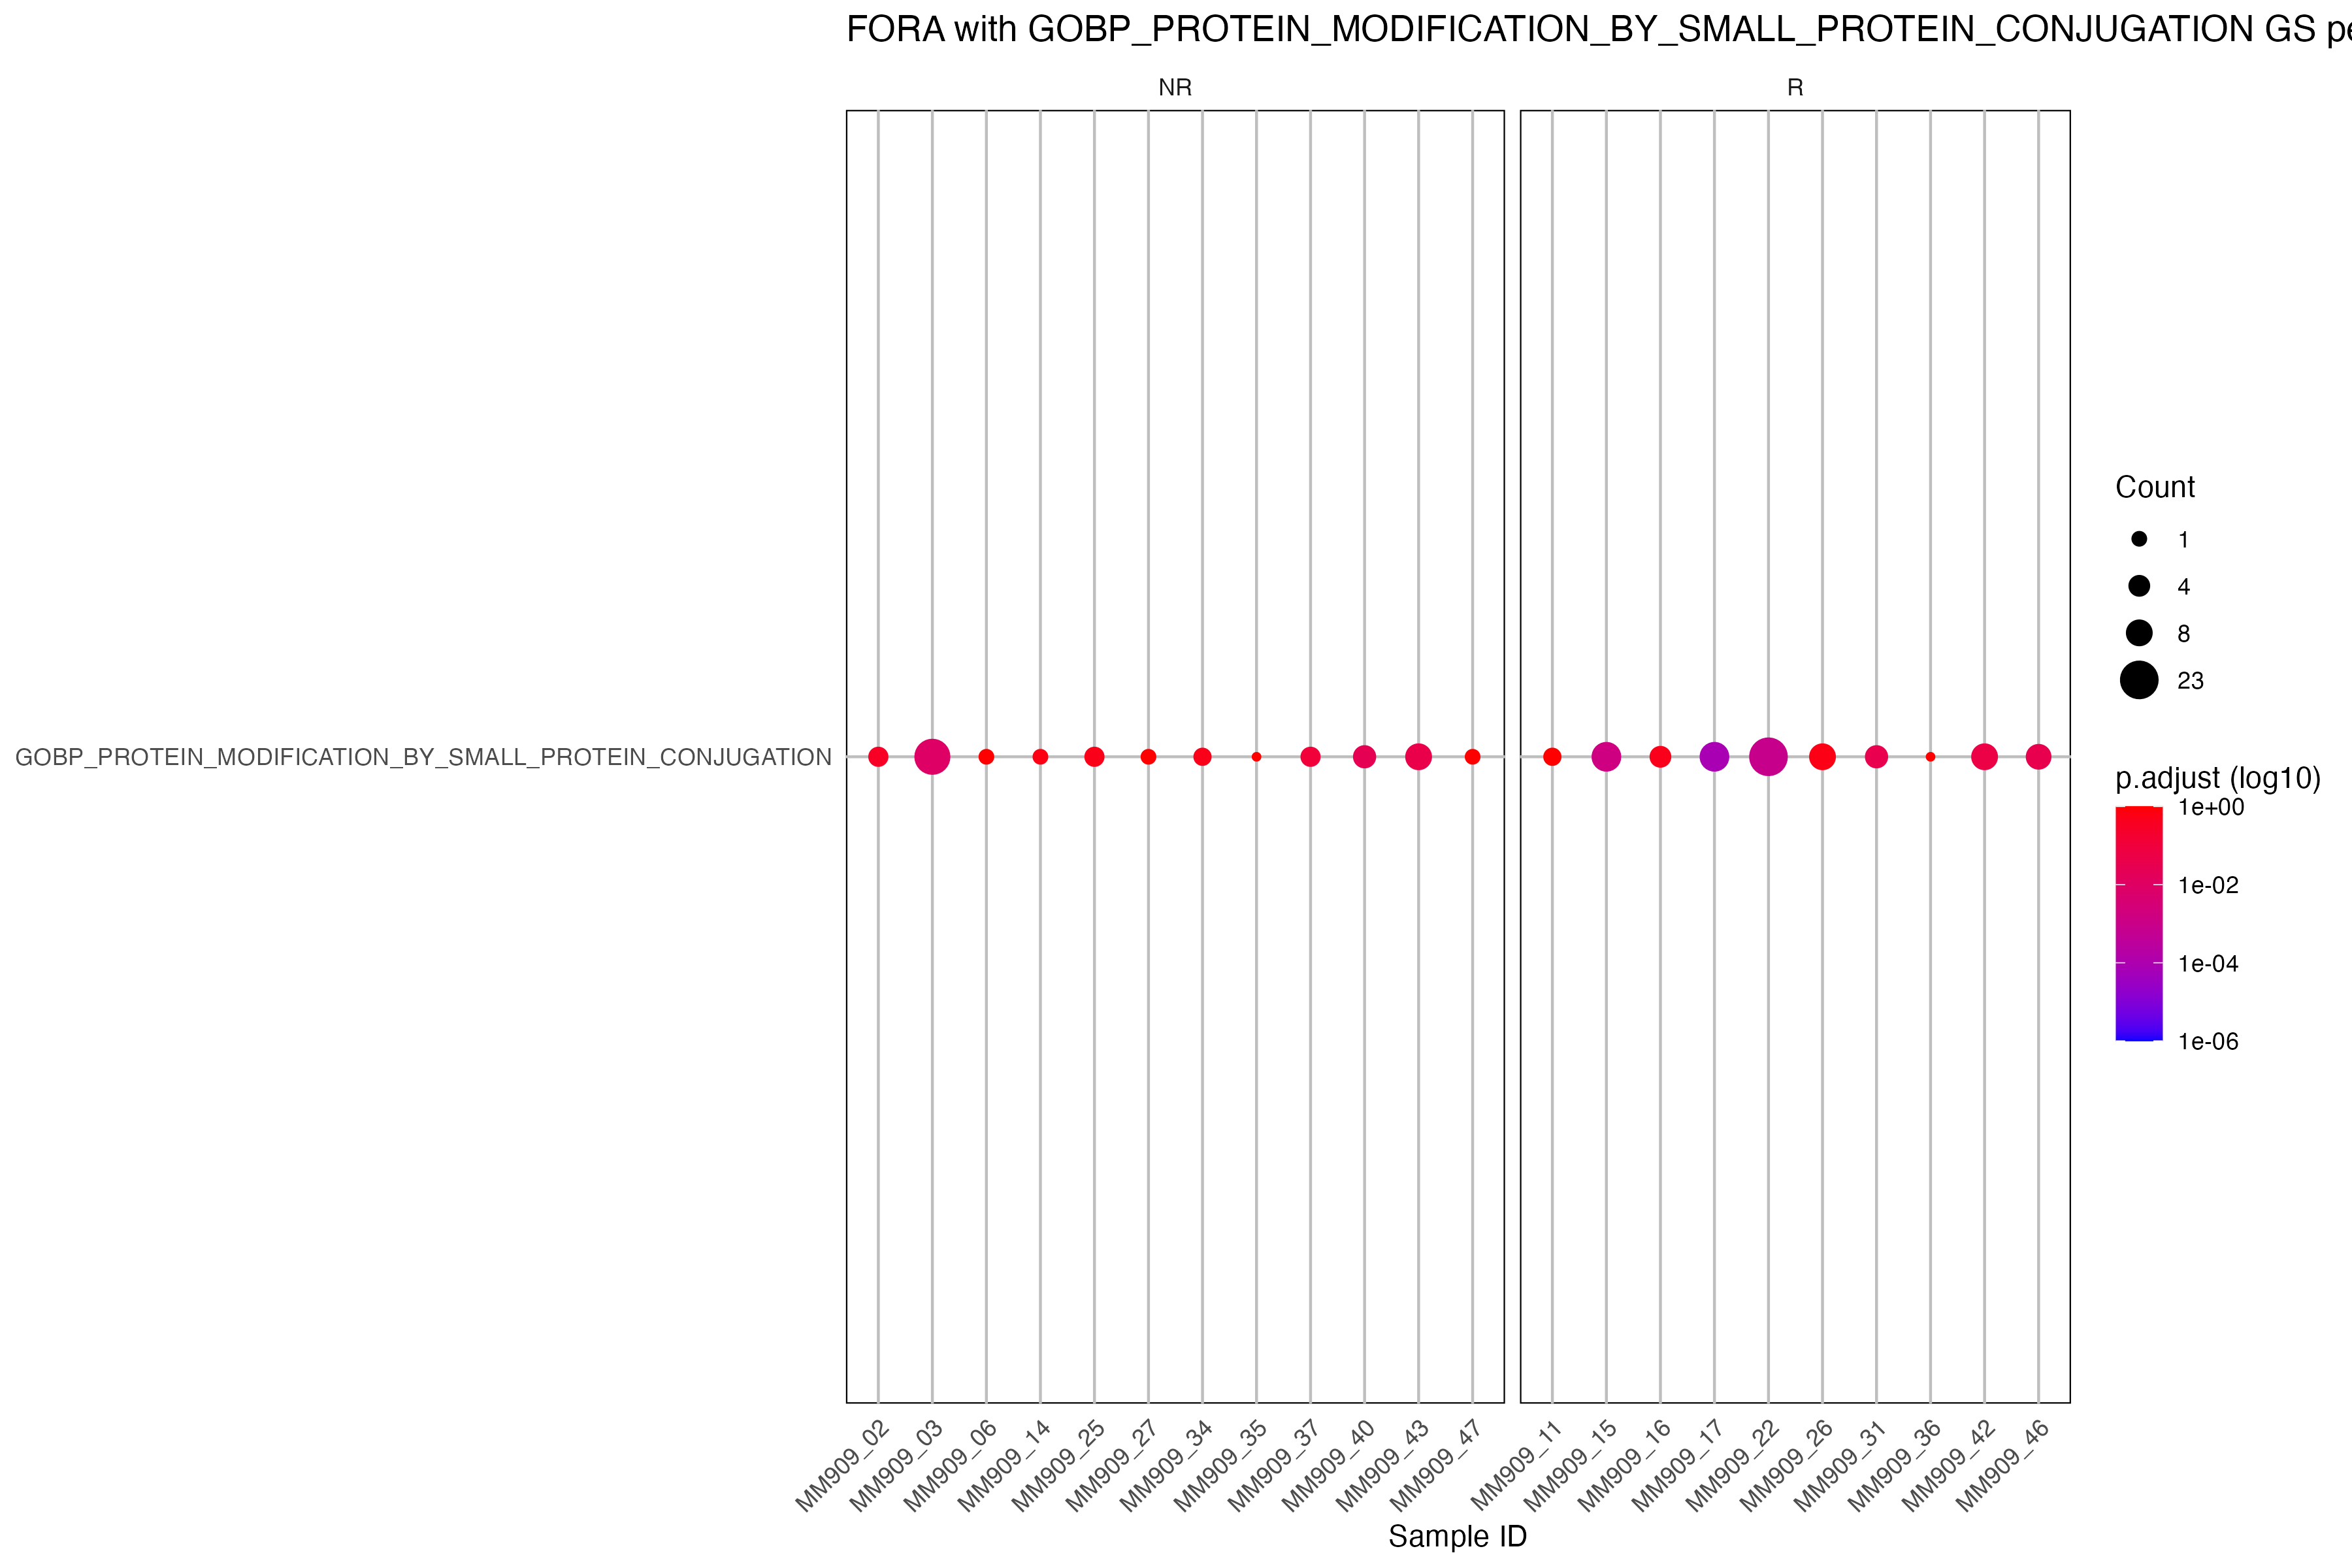 FORA with GOBP_PROTEIN_MODIFICATION_BY_SMALL_PROTEIN_CONJUGATION GS
NR
R
GOBP_PROTEIN_MODIFICATION_BY_SMALL_PROTEIN_CONJUGATION
MM909_02
MM909_03
MM909_06
MM909_14
MM909_25
MM909_27
MM909_34
MM909_35
MM909_37
MM909_40
MM909_43
MM909_47
MM909_11
MM909_15
MM909_16
MM909_17
MM909_22
MM909_26
MM909_31
MM909_36
MM909_42
MM909_46
Sample ID
Count
1
4
8
23
p.adjust (log10)
1e+00
1e-02
1e-04
1e-06